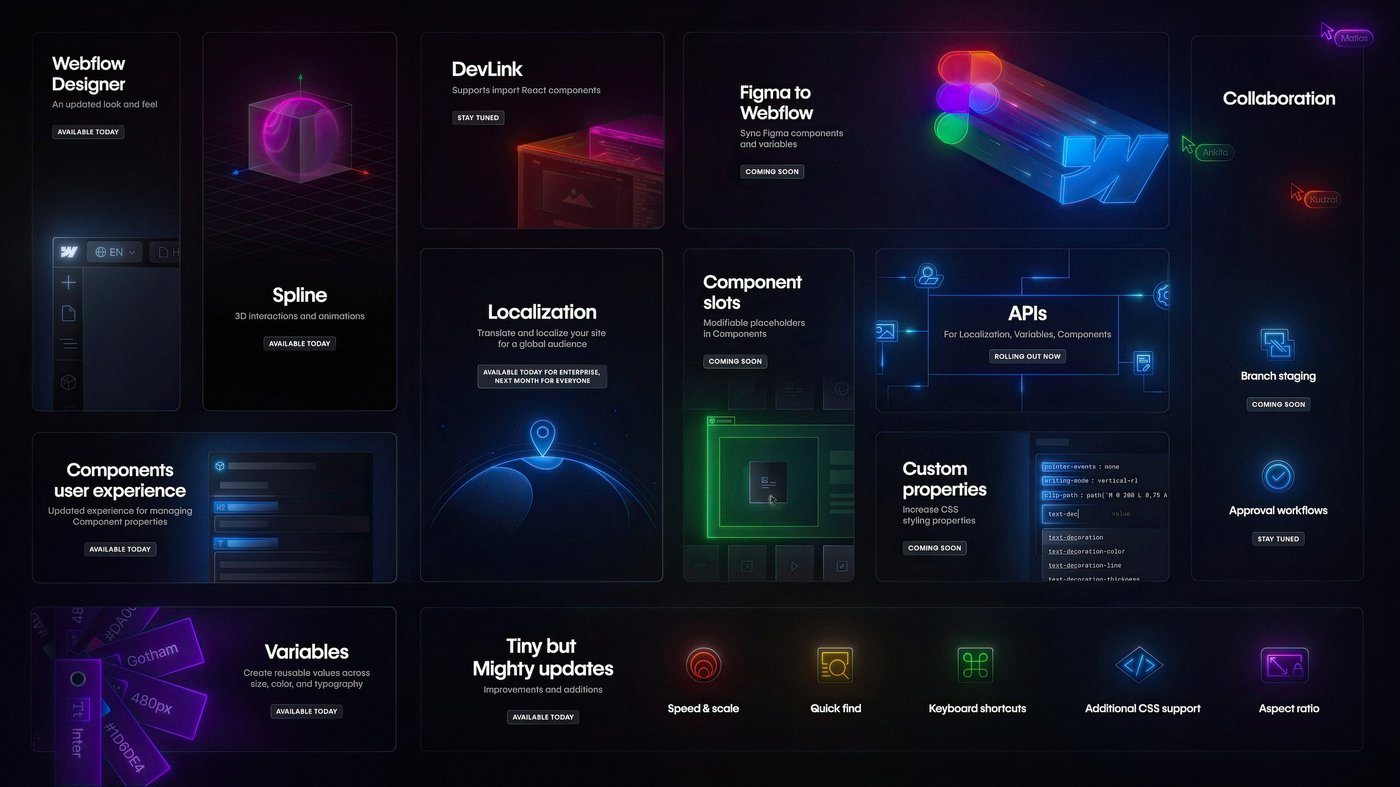 Webflow
Designer
An updated look and feel
AVAILABLE TODAY
EN
H
Spline
3D interactions and animations
AVAILABLE TODAY
DevLink
Supports import React components
STAY TUNED
Figma to
Webflow
Sync Figma components
and variables
COMING SOON
Matias
Collaboration
Ankita
Kudzai
Branch staging
COMING SOON
Approval workflows
STAY TUNED
Localization
Translate and localize your site
for a global audience
AVAILABLE TODAY FOR ENTERPRISE,
NEXT MONTH FOR EVERYONE
Component
slots
Modifiable placeholders
in Components
COMING SOON
APIs
For Localization, Variables, Components
ROLLING OUT NOW
Components
user experience
Updated experience for managing
Component properties
AVAILABLE TODAY
H2
T
Custom
properties
Increase CSS
styling properties
COMING SOON
pointer-events : none
writing-mode : vertical-rl
clip-path : path('M 0 200 L 0,75 A
text-dec value
text-decoration
text-decoration-color
text-decoration-line
text-decoration-thickness
48
#DA0
Gotham
480px
#1D6DE4
Tt Inter
Variables
Create reusable values across
size, color, and typography
AVAILABLE TODAY
Tiny but
Mighty updates
Improvements and additions
AVAILABLE TODAY
Speed & scale
Quick find
Keyboard shortcuts
Additional CSS support
Aspect ratio